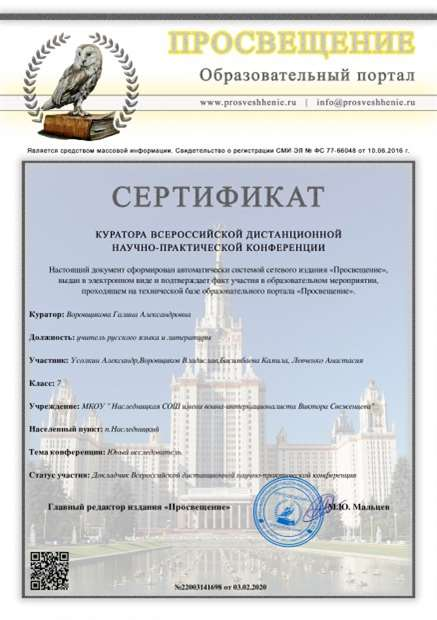 ПРОСВЕЩЕНИЕ
Образовательный портал
www.prosveshhenie.ru | info@prosveshhenie.ru
Является средством массовой информации. Свидетельство о регистрации СМИ ЭЛ № ФС 77-66048 от 10.06.2016 г.
СЕРТИФИКАТ
КУРАТОРА ВСЕРОССИЙСКОЙ ДИСТАНЦИОННОЙ
НАУЧНО-ПРАКТИЧЕСКОЙ КОНФЕРЕНЦИИ
Настоящий документ сформирован автоматически системой сетевого издания «Просвещение»,
выдан в электронном виде и подтверждает факт участия в образовательном мероприятии,
проходящем на технической базе образовательного портала «Просвещение».
Куратор: Воровщикова Галина Александровна
Должность: учитель русского языка и литературы
Участник: Усолкин Александр,Воровщиков Владислав, Камила, Левченко Анастасия
Класс: 7
Учреждение: МКОУ "Наследницкая СОШ имени воина-интернационалиста Виктора Свеженцева"
Населенный пункт: п.Наследницкий
Тема конференции: Юный исследователь
Статус участия: Докладчик Всероссийской дистанционной научно-практической конференции
Главный редактор издания «Просвещение» М.Ю. Мальцев
№22003141698 от 03.02.2020